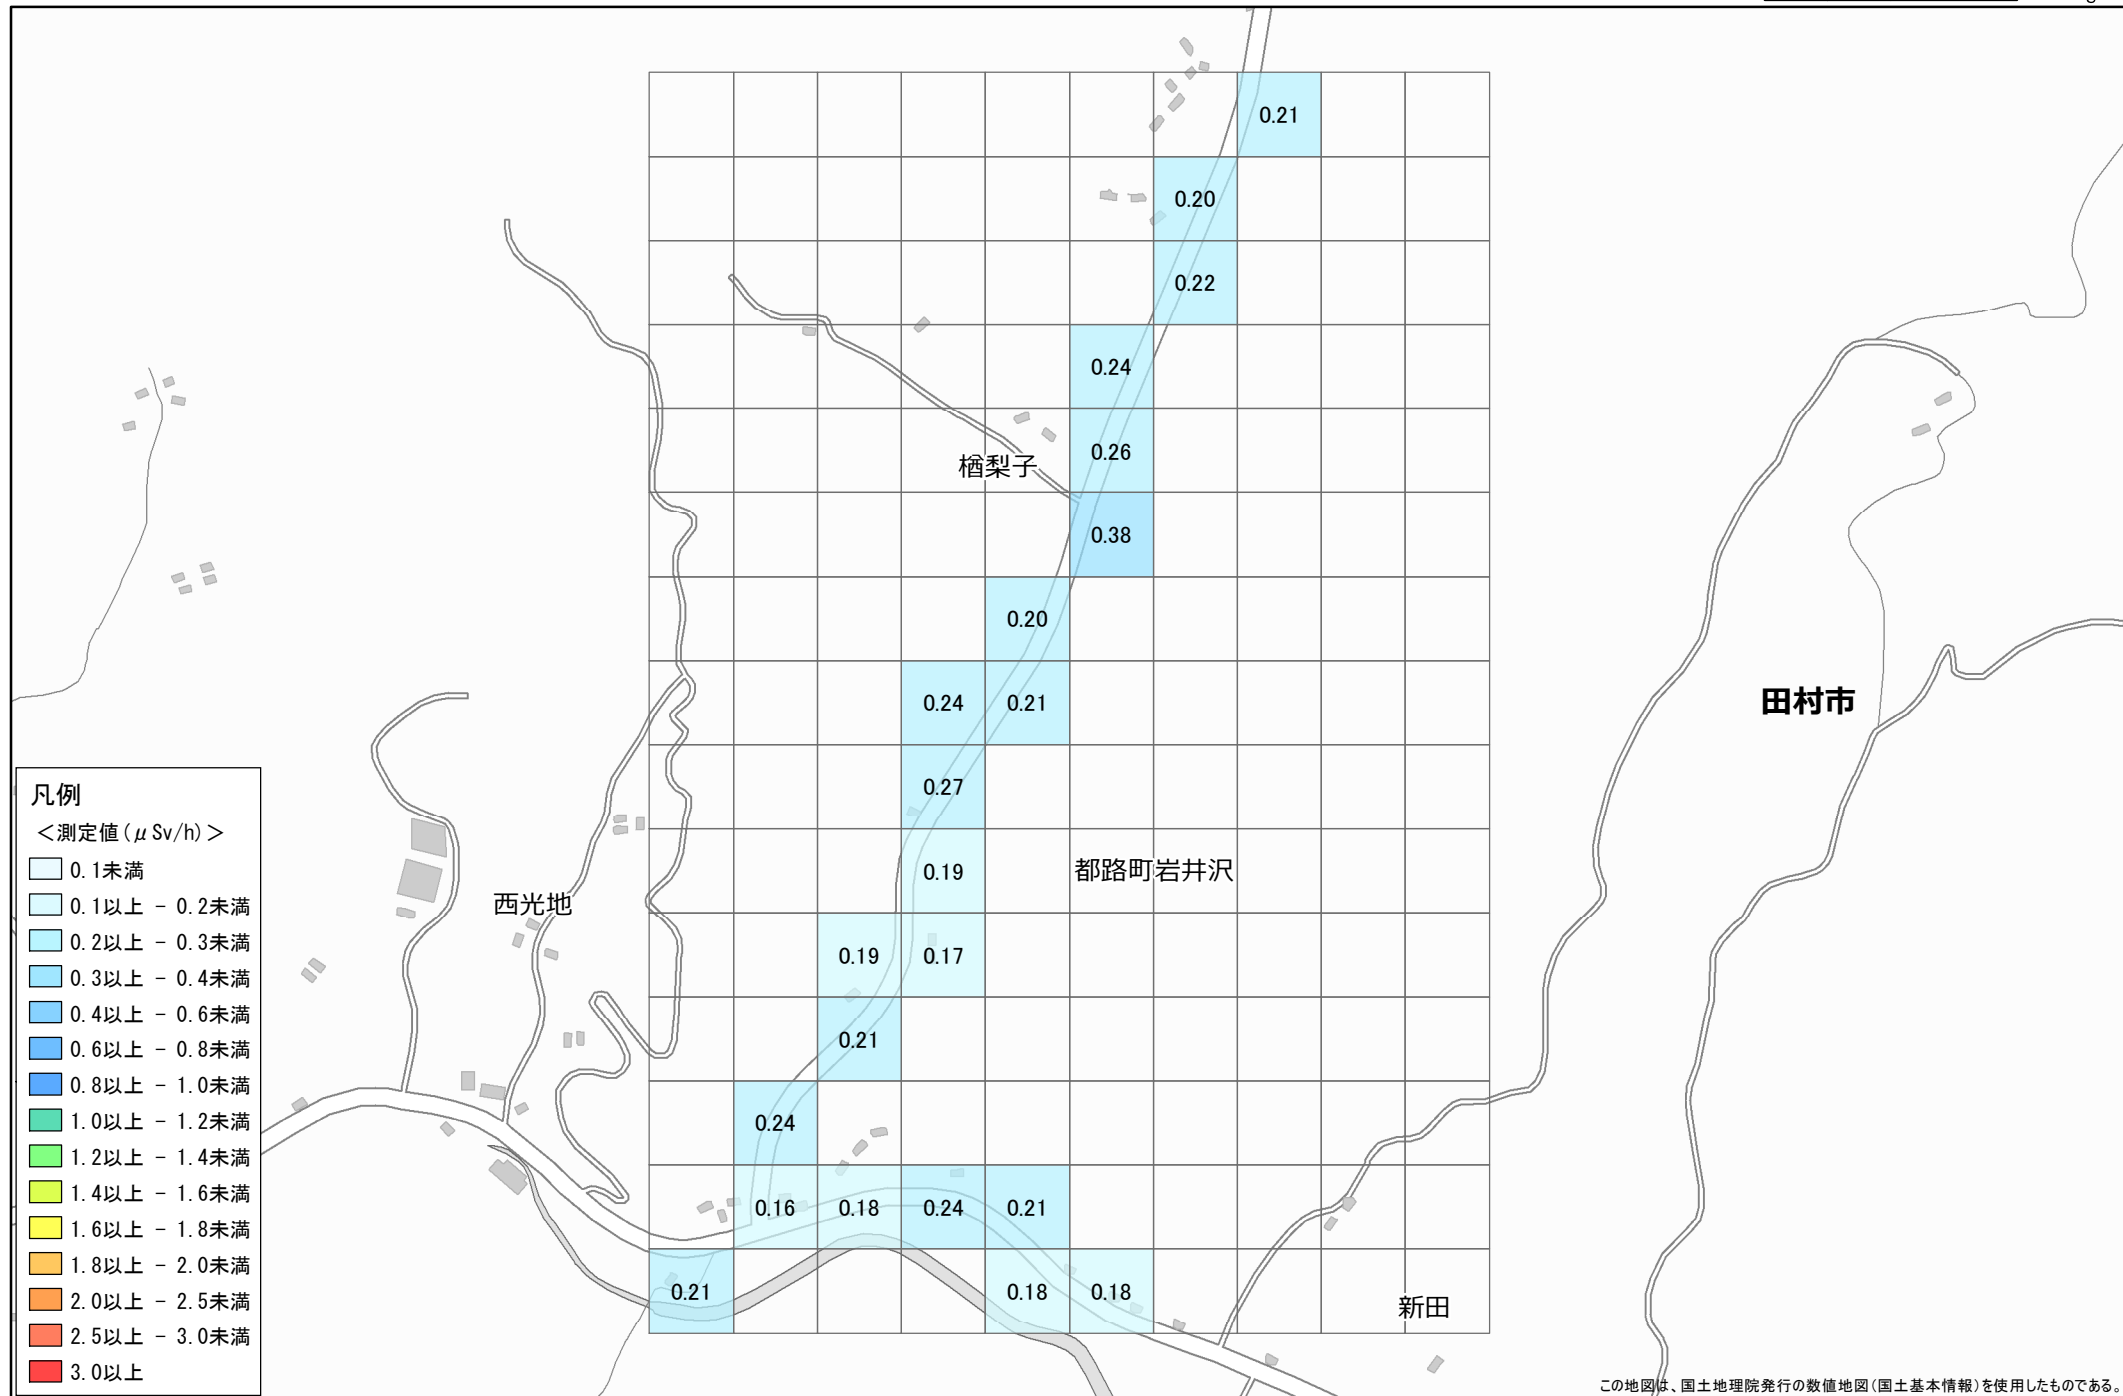 0.21
0.20
0.22
0.24
0.26
楢梨子
0.38
0.20
0.24
0.21
田村市
0.27
0.19
都路町岩井沢
西光地
0.19
0.17
0.21
0.24
0.16
0.18
0.24
0.21
0.21
0.18
0.18
新田
凡例
＜測定値(μSv/h)＞
0.1未満
0.1以上 － 0.2未満
0.2以上 － 0.3未満
0.3以上 － 0.4未満
0.4以上 － 0.6未満
0.6以上 － 0.8未満
0.8以上 － 1.0未満
1.0以上 － 1.2未満
1.2以上 － 1.4未満
1.4以上 － 1.6未満
1.6以上 － 1.8未満
1.8以上 － 2.0未満
2.0以上 － 2.5未満
2.5以上 － 3.0未満
3.0以上
この地図は、国土地理院発行の数値地図(国土基本情報)を使用したものである。